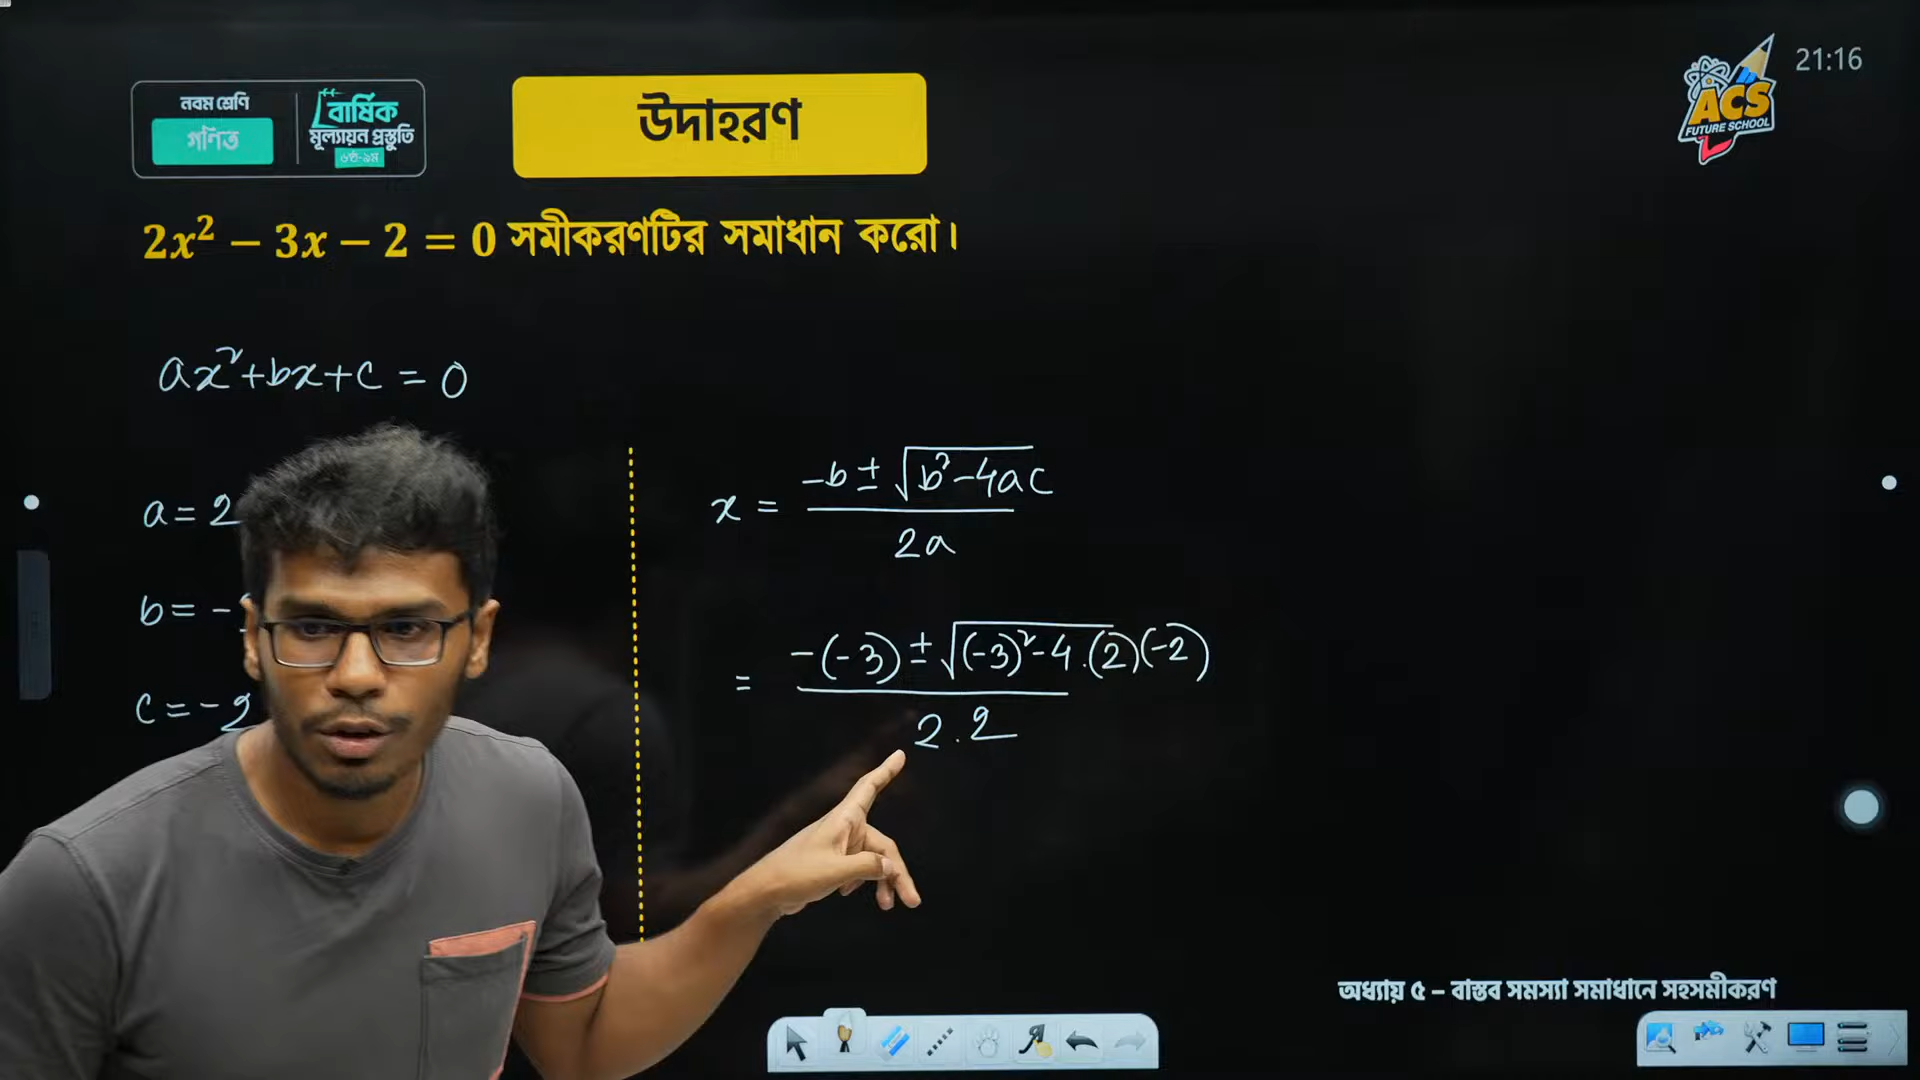 নবম শ্রেণি
গণিত
বার্ষিক
মূল্যায়ন প্রস্তুতি
৬ষ্ঠ-৯ম
উদাহরণ
ACS
FUTURE SCHOOL
21:16
2x² − 3x − 2 = 0 সমীকরণটির সমাধান করো।
ax²+bx+c = 0
a = 2
b = -
c = -2
x = (-b ± √(b²-4ac)) / 2a
= (-(-3) ± √((-3)²-4.(2)(-2))) / 2.2
অধ্যায় ৫ – বাস্তব সমস্যা সমাধানে সহসমীকরণ